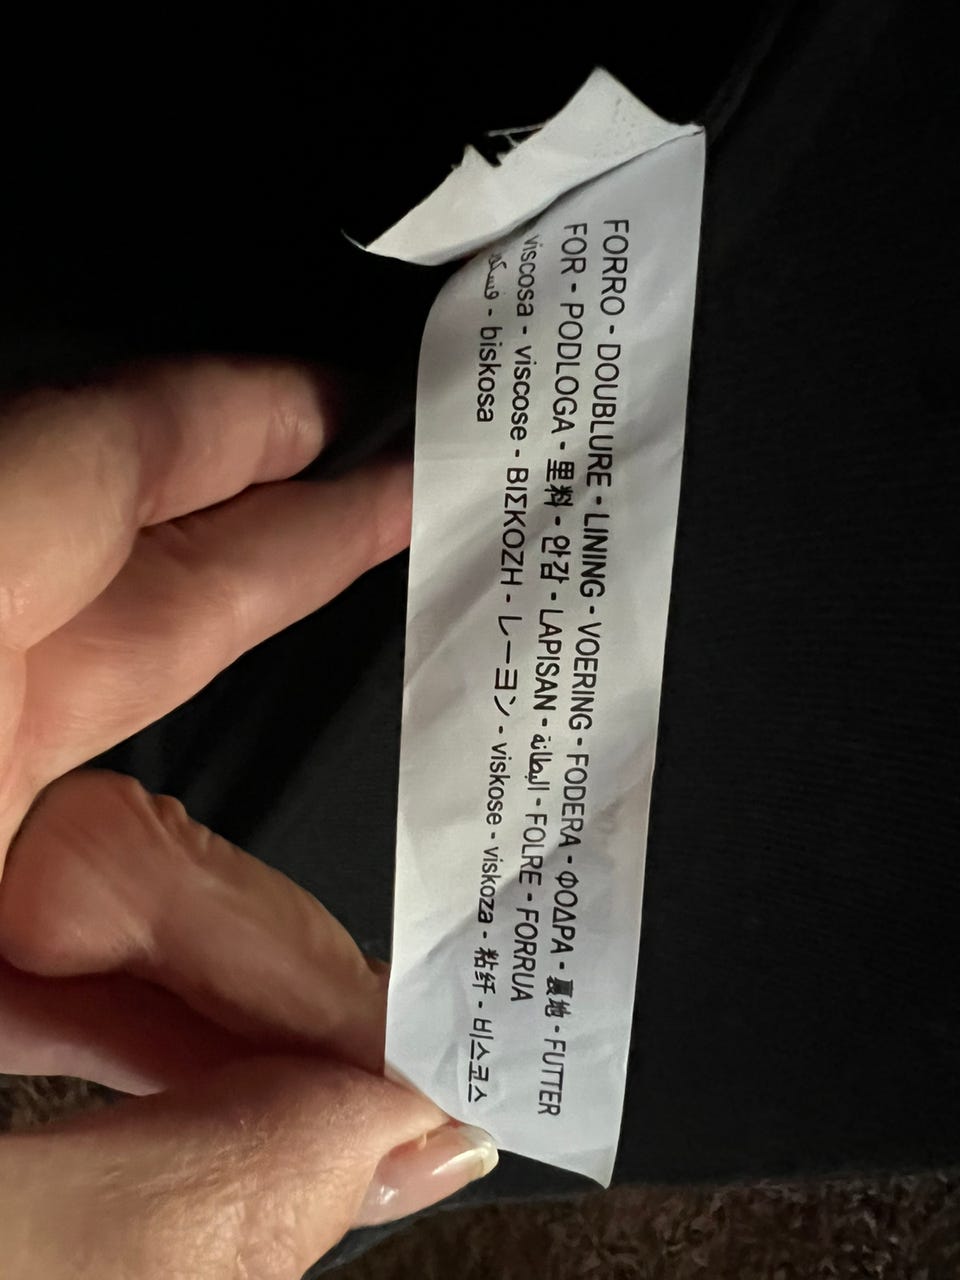 FORRO - DOUBLURE - LINING - VOERING - FODERA - ΦΟΔΡΑ - 裏地 - FUTTER
FOR - PODLOGA - 里料 - 안감 - LAPISAN - البطانة - FOLRE - FORRUA
viscosa - viscose - ΒΙΣΚΟΖΗ - レーヨン - viskose - viskoza - 粘纤 - 비스코스
- biskosa